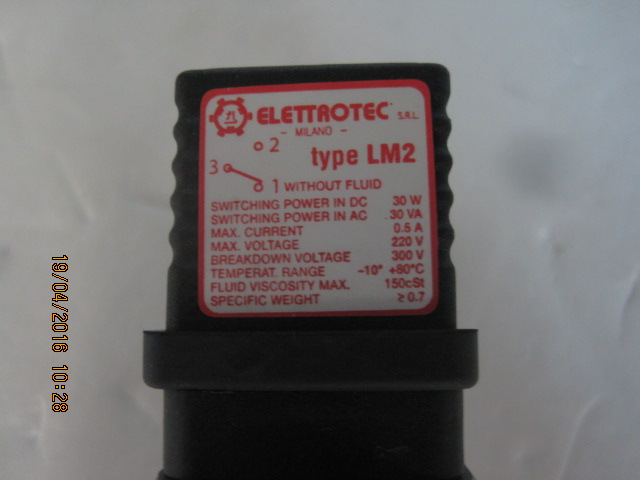 ELETTROTEC S.R.L.
- MILANO -
2
type LM2
3
1 WITHOUT FLUID
SWITCHING POWER IN DC 30 W
SWITCHING POWER IN AC 30 VA
MAX. CURRENT 0.5 A
MAX. VOLTAGE 220 V
BREAKDOWN VOLTAGE 300 V
TEMPERAT. RANGE -10° +80°C
FLUID VISCOSITY MAX. 150cSt
SPECIFIC WEIGHT ≥ 0.7
19/04/2016 10:28